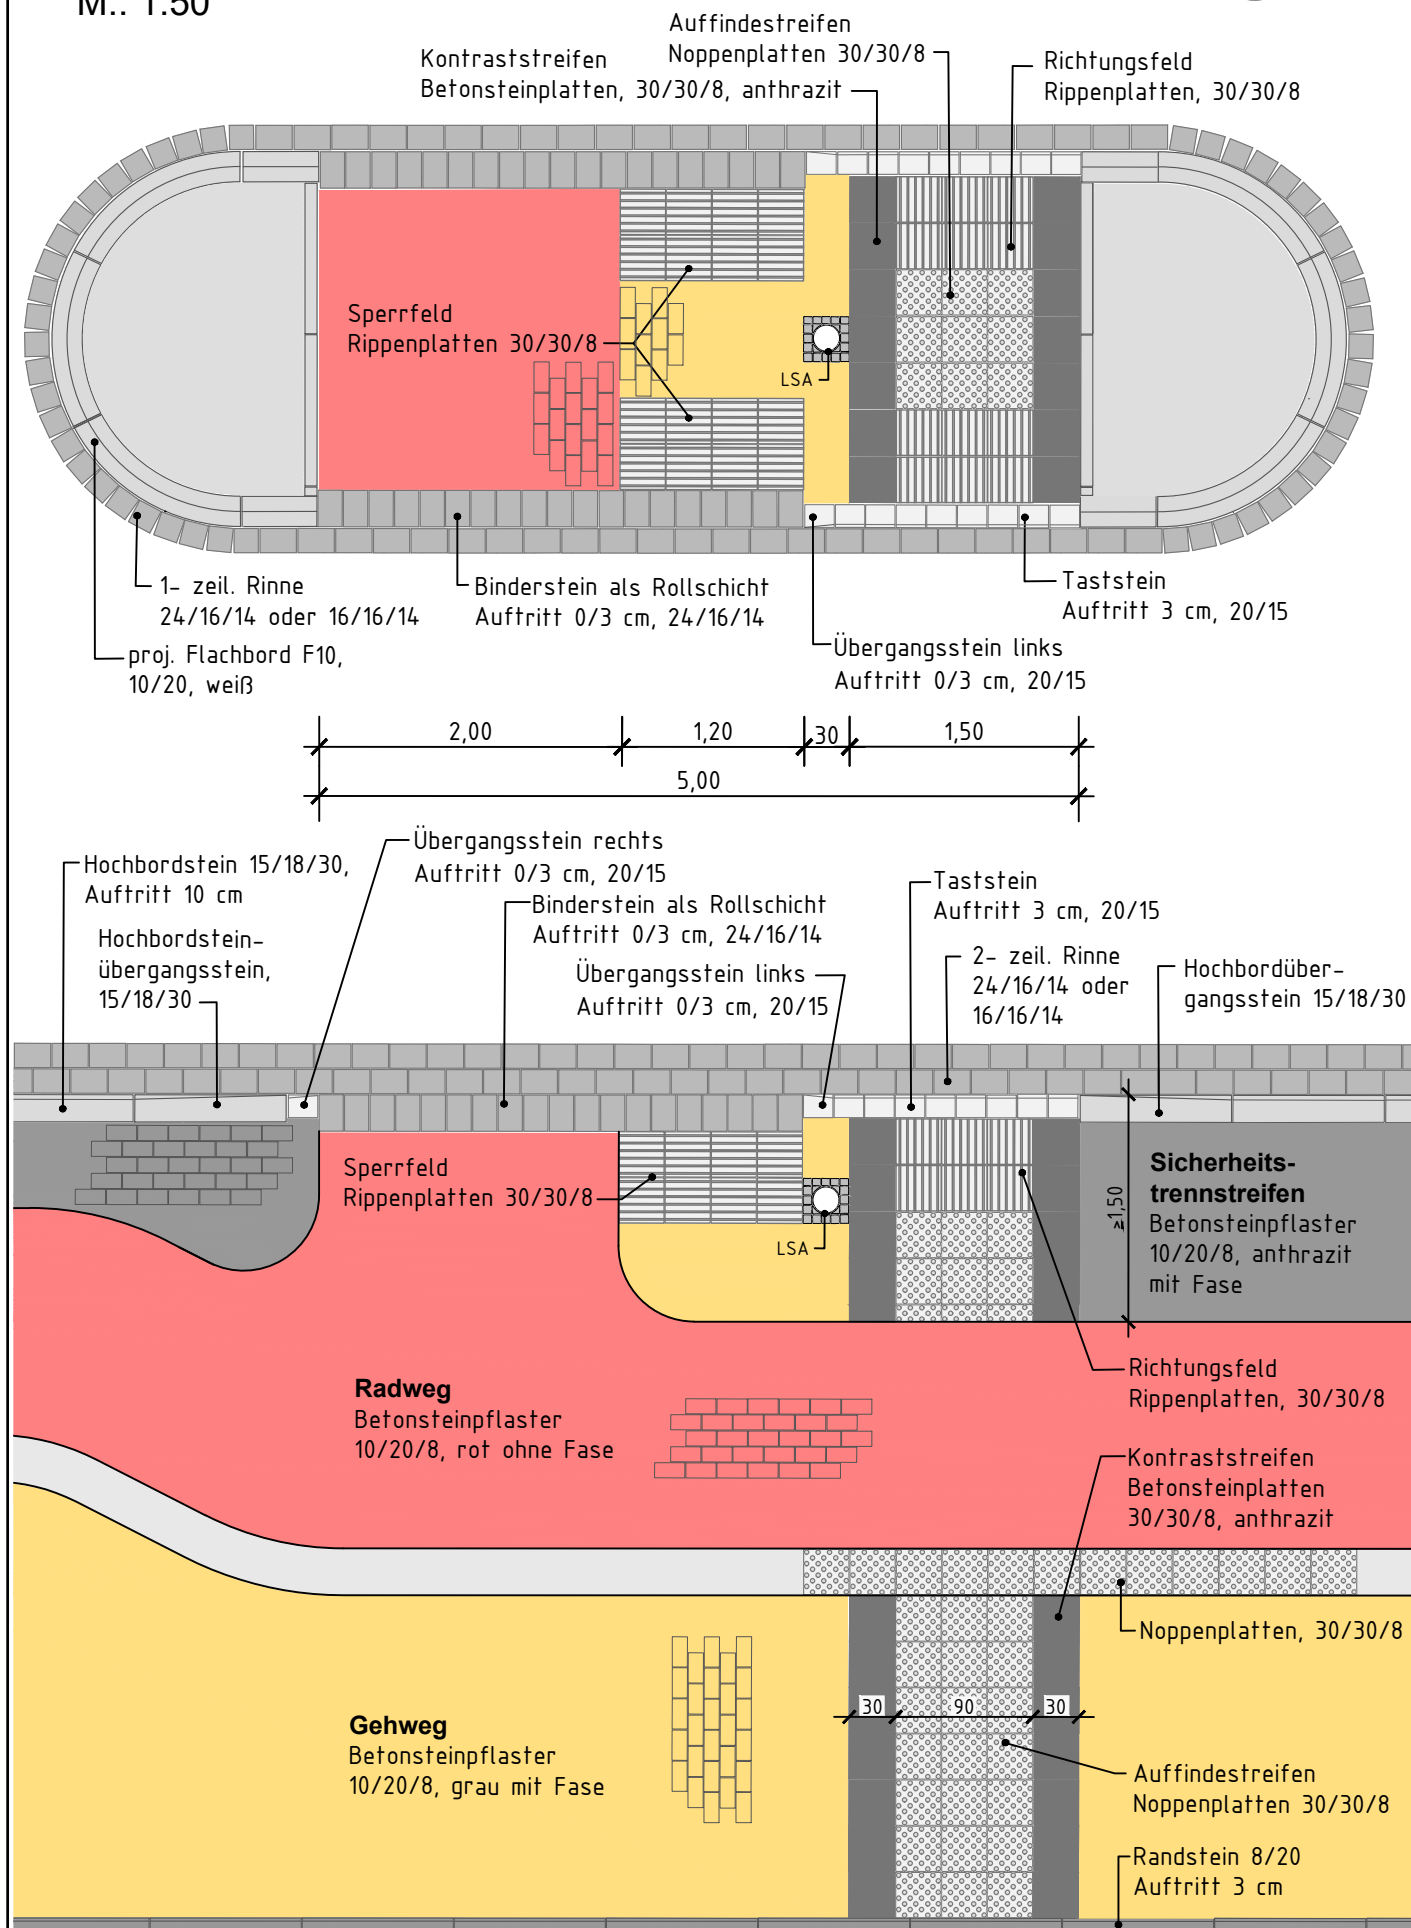 M.: 1:50
Auffindestreifen
Noppenplatten 30/30/8
Kontraststreifen
Betonsteinplatten, 30/30/8, anthrazit
Richtungsfeld
Rippenplatten, 30/30/8
Sperrfeld
Rippenplatten 30/30/8
LSA
1- zeil. Rinne
24/16/14 oder 16/16/14
proj. Flachbord F10,
10/20, weiß
Binderstein als Rollschicht
Auftritt 0/3 cm, 24/16/14
Taststein
Auftritt 3 cm, 20/15
Übergangsstein links
Auftritt 0/3 cm, 20/15
2,00
1,20
30
1,50
5,00
Hochbordstein 15/18/30,
Auftritt 10 cm
Hochbordstein-
übergangsstein,
15/18/30
Übergangsstein rechts
Auftritt 0/3 cm, 20/15
Binderstein als Rollschicht
Auftritt 0/3 cm, 24/16/14
Übergangsstein links
Auftritt 0/3 cm, 20/15
Taststein
Auftritt 3 cm, 20/15
2- zeil. Rinne
24/16/14 oder
16/16/14
Hochbordüber-
gangsstein 15/18/30
Sperrfeld
Rippenplatten 30/30/8
LSA
≥1,50
Sicherheits-
trennstreifen
Betonsteinpflaster
10/20/8, anthrazit
mit Fase
Richtungsfeld
Rippenplatten, 30/30/8
Radweg
Betonsteinpflaster
10/20/8, rot ohne Fase
Kontraststreifen
Betonsteinplatten
30/30/8, anthrazit
Noppenplatten, 30/30/8
30
90
30
Gehweg
Betonsteinpflaster
10/20/8, grau mit Fase
Auffindestreifen
Noppenplatten 30/30/8
Randstein 8/20
Auftritt 3 cm